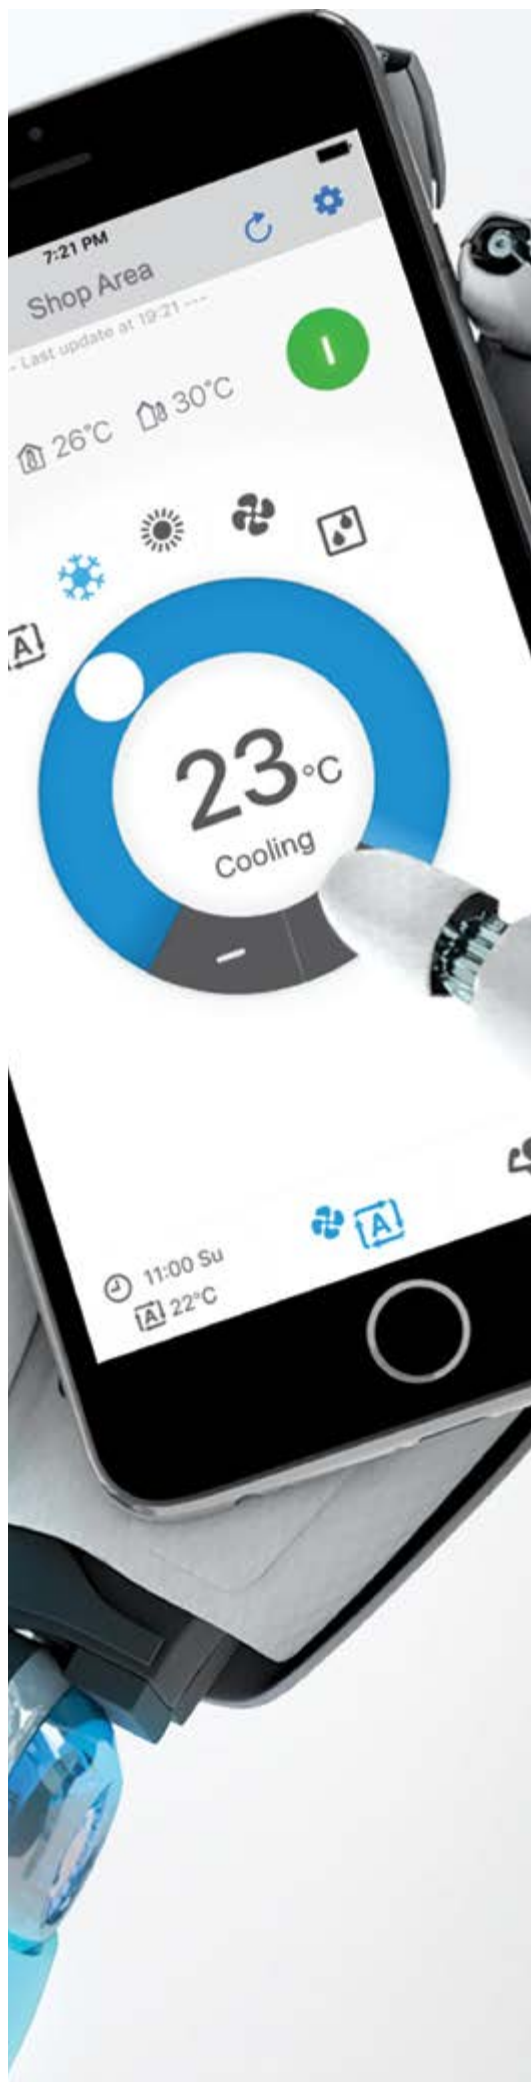 7:21 PM
Shop Area
- Last update at 19:21 ---
26°C 30°C
A
23°C
Cooling
A
11:00 Su
A 22°C